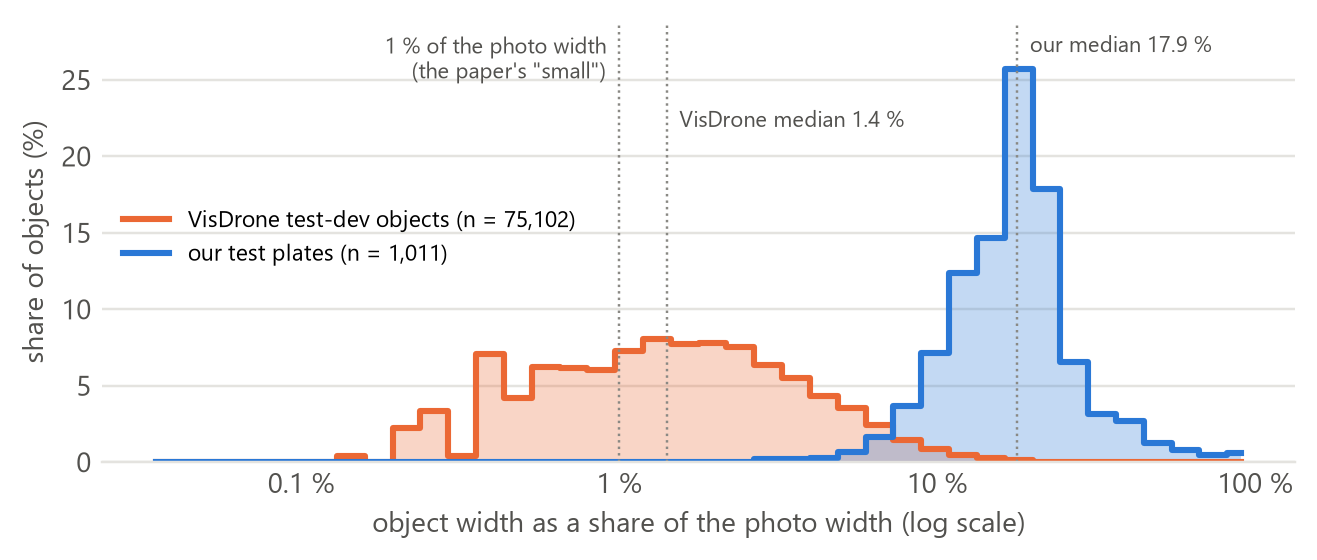 1 % of the photo width
(the paper's "small")
our median 17.9 %
VisDrone median 1.4 %
VisDrone test-dev objects (n = 75,102)
our test plates (n = 1,011)
share of objects (%)
25
20
15
10
5
0
0.1 %
1 %
10 %
100 %
object width as a share of the photo width (log scale)